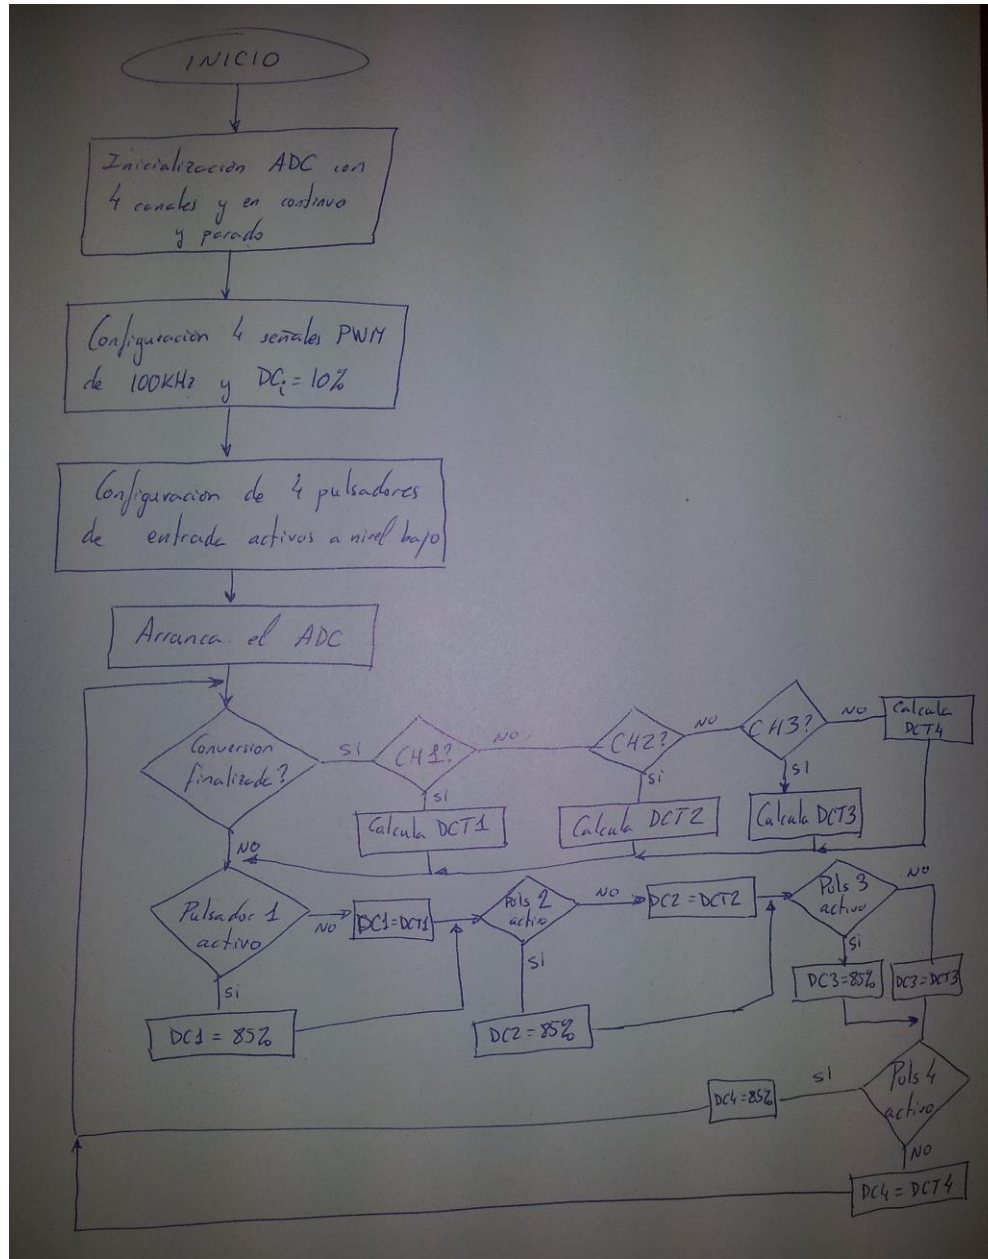 INICIO
Inicialización ADC con
4 canales y en continuo
y parado
Configuración 4 señales PWM
de 100KHz y DCi = 10%
Configuración de 4 pulsadores
de entrada activos a nivel bajo
Arranca el ADC
Conversion
finalizada?
SI
CH1?
NO
CH2?
NO
CH3?
NO
Calcula
DCT4
SI
Calcula DCT1
SI
Calcula DCT2
SI
Calcula DCT3
NO
Pulsador 1
activo
NO
DC1=DCT1
Puls 2
activo
NO
DC2=DCT2
Puls 3
activo
NO
SI
DC1 = 85%
SI
DC2 = 85%
SI
DC3=85%
DC3=DCT3
Puls 4
activo
SI
DC4=85%
NO
DC4 = DCT4